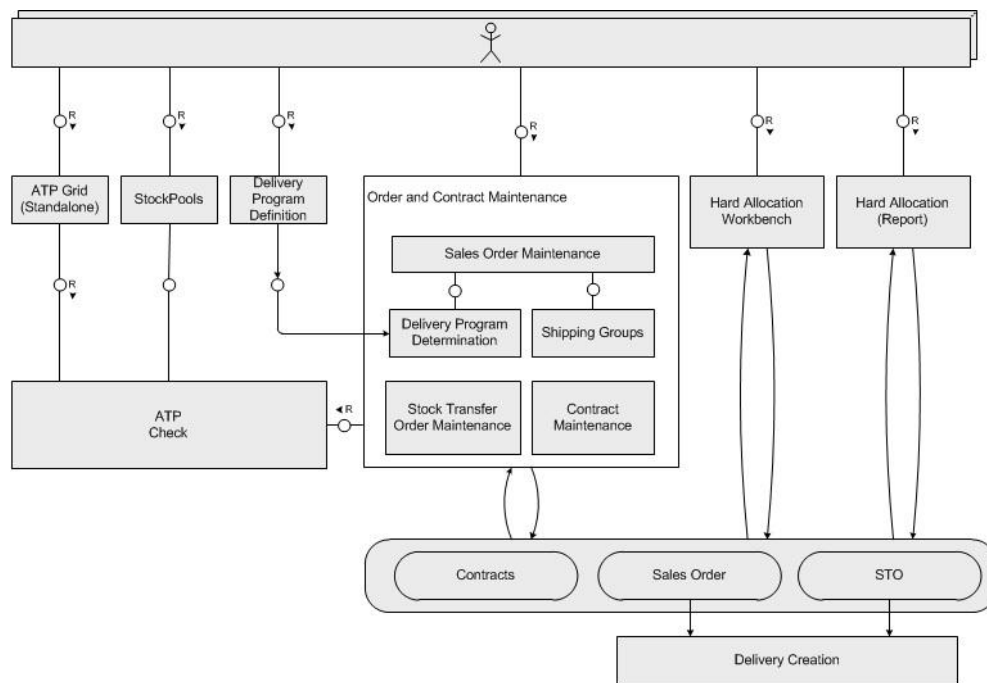 R
R
R
R
R
R
ATP Grid
(Standalone)
StockPools
Delivery
Program
Definition
Order and Contract Maintenance
Hard Allocation
Workbench
Hard Allocation
(Report)
Sales Order Maintenance
R
Delivery Program
Determination
Shipping Groups
ATP
Check
R
Stock Transfer
Order Maintenance
Contract
Maintenance
Contracts
Sales Order
STO
Delivery Creation